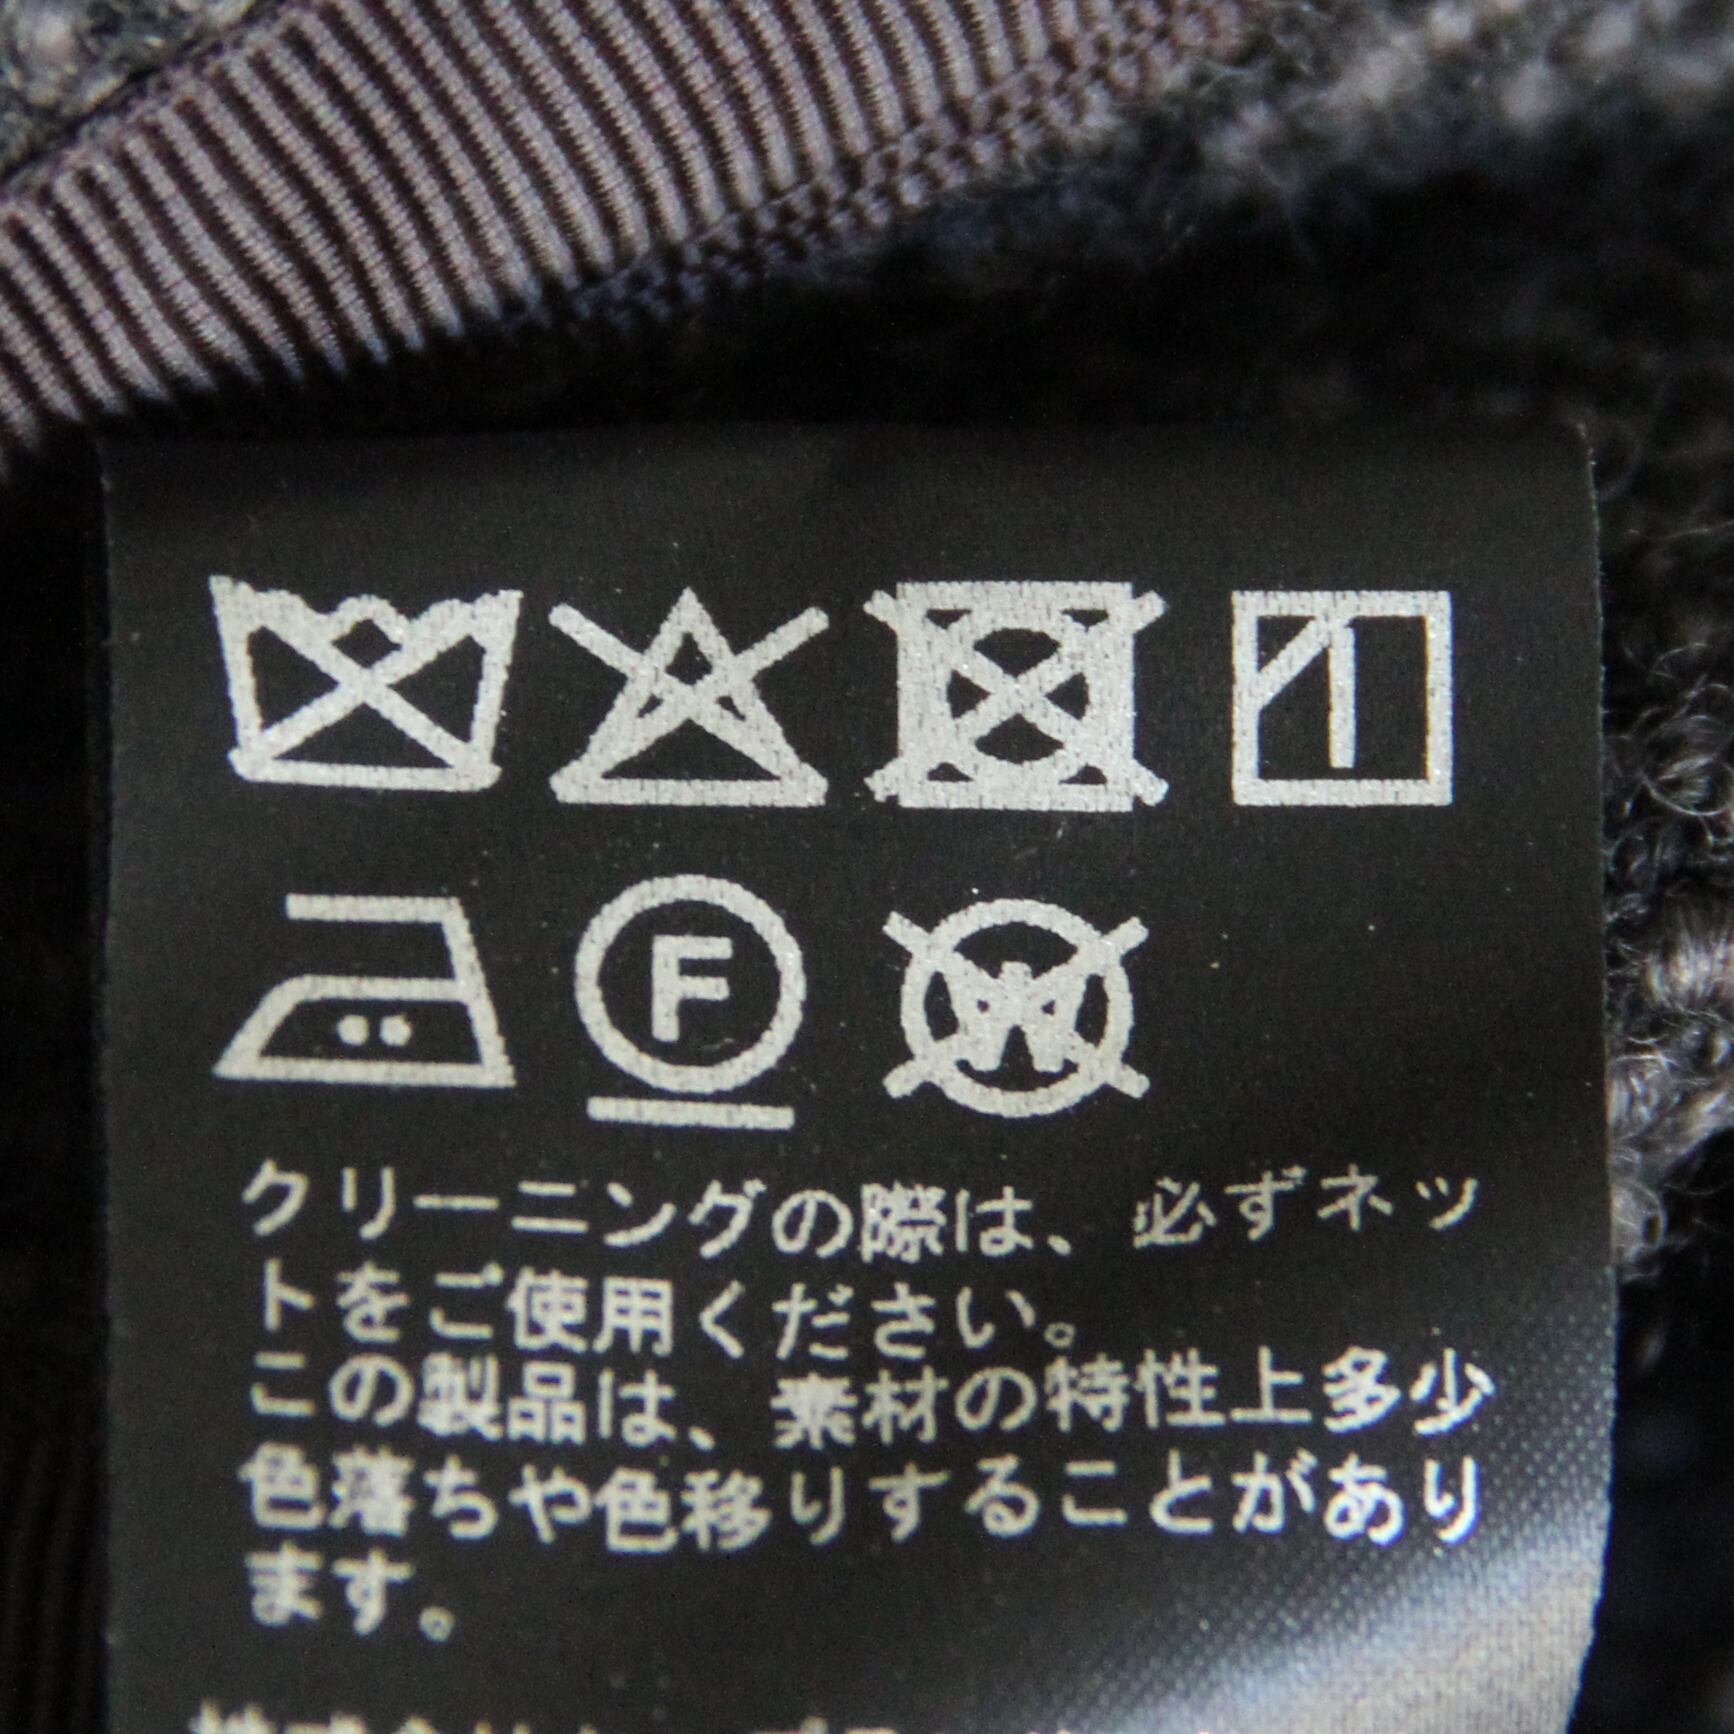 F
W
クリーニングの際は、必ずネッ
トをご使用ください。
この製品は、素材の特性上多少
色落ちや色移りすることがあり
ます。